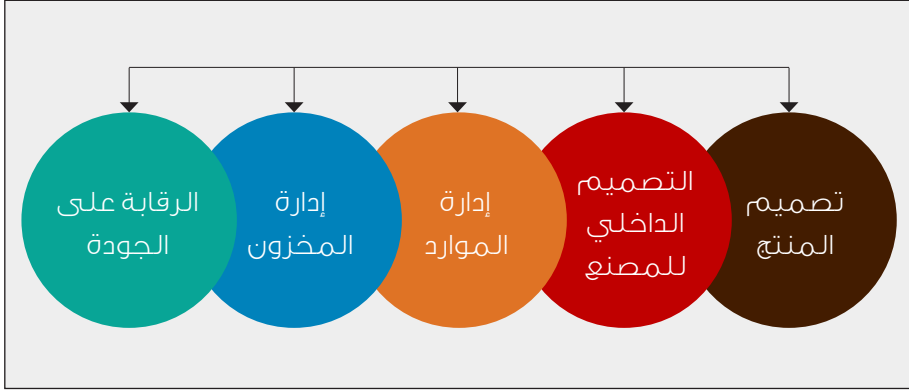 تصميم
المنتج
التصميم
الداخلي
للمصنع
إدارة
الموارد
إدارة
المخزون
الرقابة على
الجودة